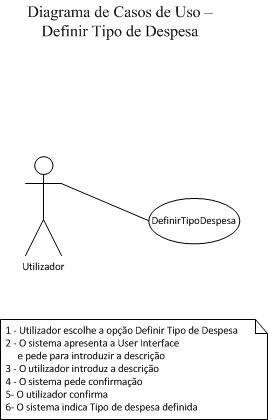 Diagrama de Casos de Uso –
Definir Tipo de Despesa
DefinirTipoDespesa
Utilizador
1 - Utilizador escolhe a opção Definir Tipo de Despesa
2 - O sistema apresenta a User Interface
e pede para introduzir a descrição
3 - O utilizador introduz a descrição
4 - O sistema pede confirmação
5- O utilizador confirma
6- O sistema indica Tipo de despesa definida